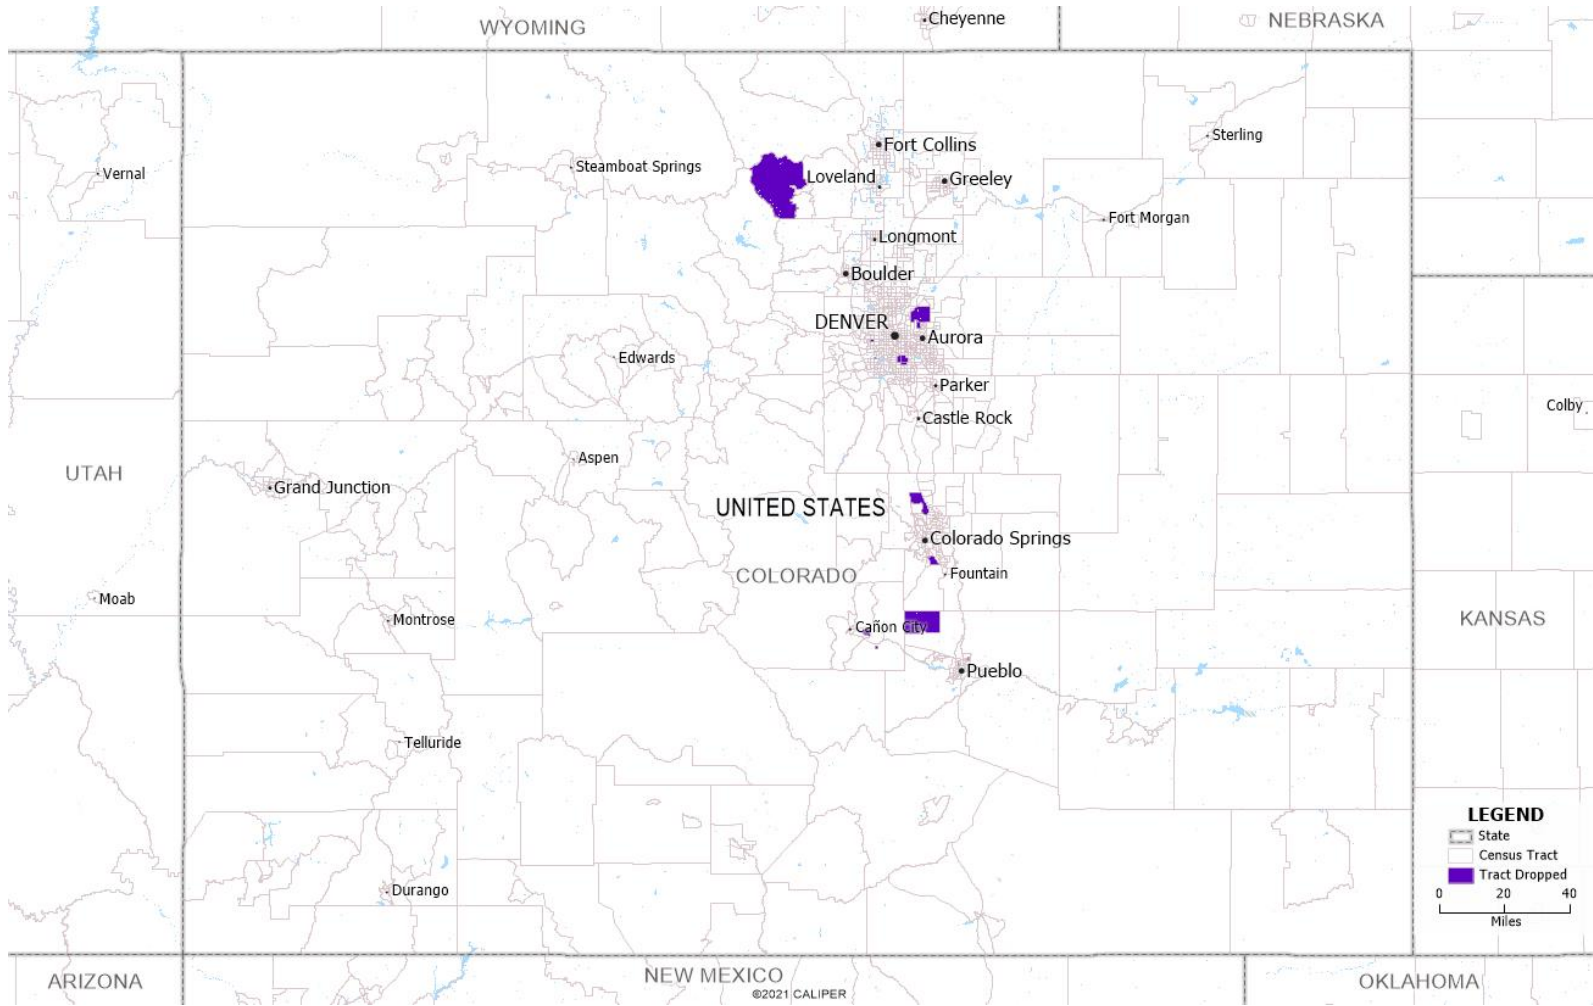 WYOMING
Cheyenne
NEBRASKA
Sterling
Fort Collins
Vernal
Steamboat Springs
Loveland
Greeley
Fort Morgan
Longmont
Boulder
DENVER
Aurora
Edwards
Parker
Castle Rock
Colby
Aspen
UTAH
Grand Junction
UNITED STATES
Colorado Springs
COLORADO
Fountain
Moab
Montrose
Cañon City
KANSAS
Pueblo
Telluride
Durango
LEGEND
State
Census Tract
Tract Dropped
0 20 40
Miles
ARIZONA
NEW MEXICO
OKLAHOMA
©2021 CALIPER